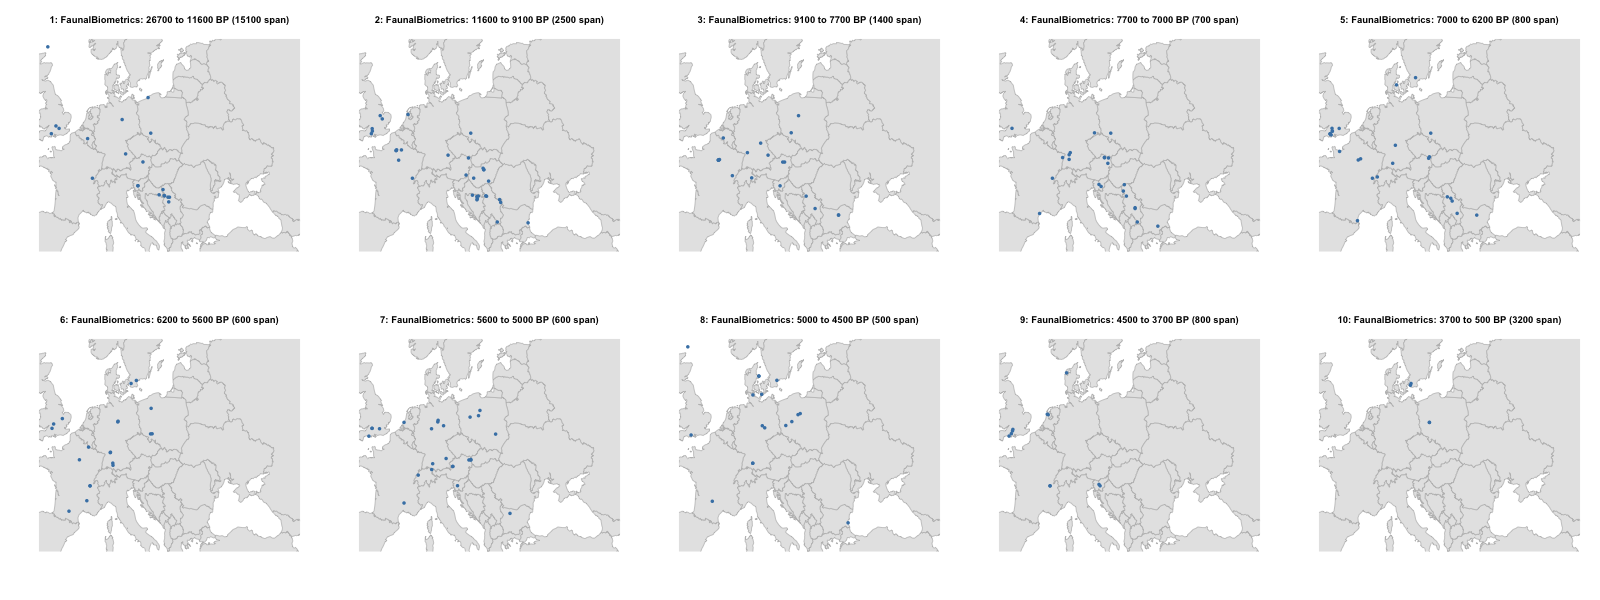 1: FaunalBiometrics: 26700 to 11600 BP (15100 span)
2: FaunalBiometrics: 11600 to 9100 BP (2500 span)
3: FaunalBiometrics: 9100 to 7700 BP (1400 span)
4: FaunalBiometrics: 7700 to 7000 BP (700 span)
5: FaunalBiometrics: 7000 to 6200 BP (800 span)
6: FaunalBiometrics: 6200 to 5600 BP (600 span)
7: FaunalBiometrics: 5600 to 5000 BP (600 span)
8: FaunalBiometrics: 5000 to 4500 BP (500 span)
9: FaunalBiometrics: 4500 to 3700 BP (800 span)
10: FaunalBiometrics: 3700 to 500 BP (3200 span)